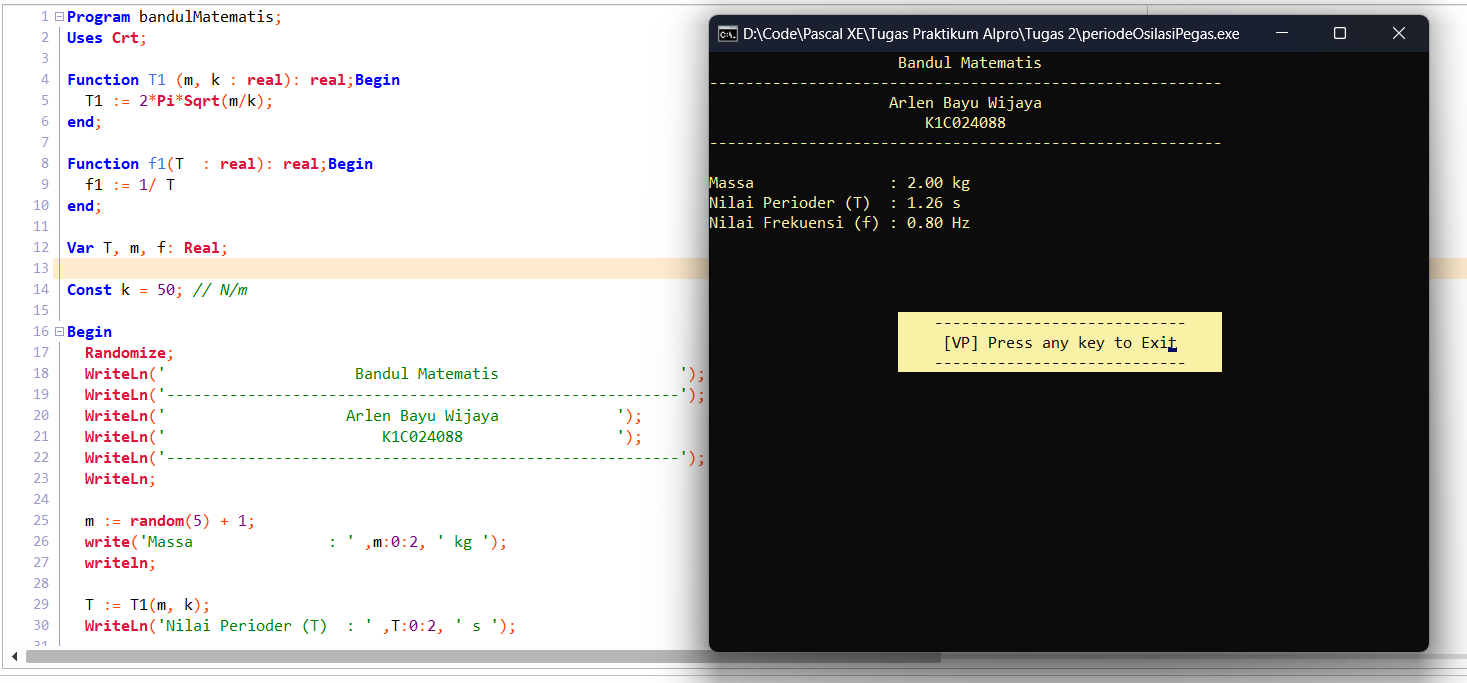 1 Program bandulMatematis;
2 Uses Crt;
3
4 Function T1 (m, k : real): real;Begin
5 T1 := 2*Pi*Sqrt(m/k);
6 end;
7
8 Function f1(T  : real): real;Begin
9 f1 := 1/ T
10 end;
11
12 Var T, m, f: Real;
13
14 Const k = 50; // N/m
15
16 Begin
17 Randomize;
18 WriteLn('                     Bandul Matematis                    ');
19 WriteLn('---------------------------------------------------------');
20 WriteLn('                    Arlen Bayu Wijaya             ');
21 WriteLn('                        K1C024088                 ');
22 WriteLn('---------------------------------------------------------');
23 WriteLn;
24
25 m := random(5) + 1;
26 write('Massa               : ' ,m:0:2, ' kg ');
27 writeln;
28
29 T := T1(m, k);
30 WriteLn('Nilai Perioder (T)  : ' ,T:0:2, ' s ');
31
D:\Code\Pascal XE\Tugas Praktikum Alpro\Tugas 2\periodeOsilasiPegas.exe
Bandul Matematis
---------------------------------------------------------
Arlen Bayu Wijaya
K1C024088
---------------------------------------------------------
Massa               : 2.00 kg
Nilai Perioder (T)  : 1.26 s
Nilai Frekuensi (f) : 0.80 Hz
----------------------------
[VP] Press any key to Exit
----------------------------